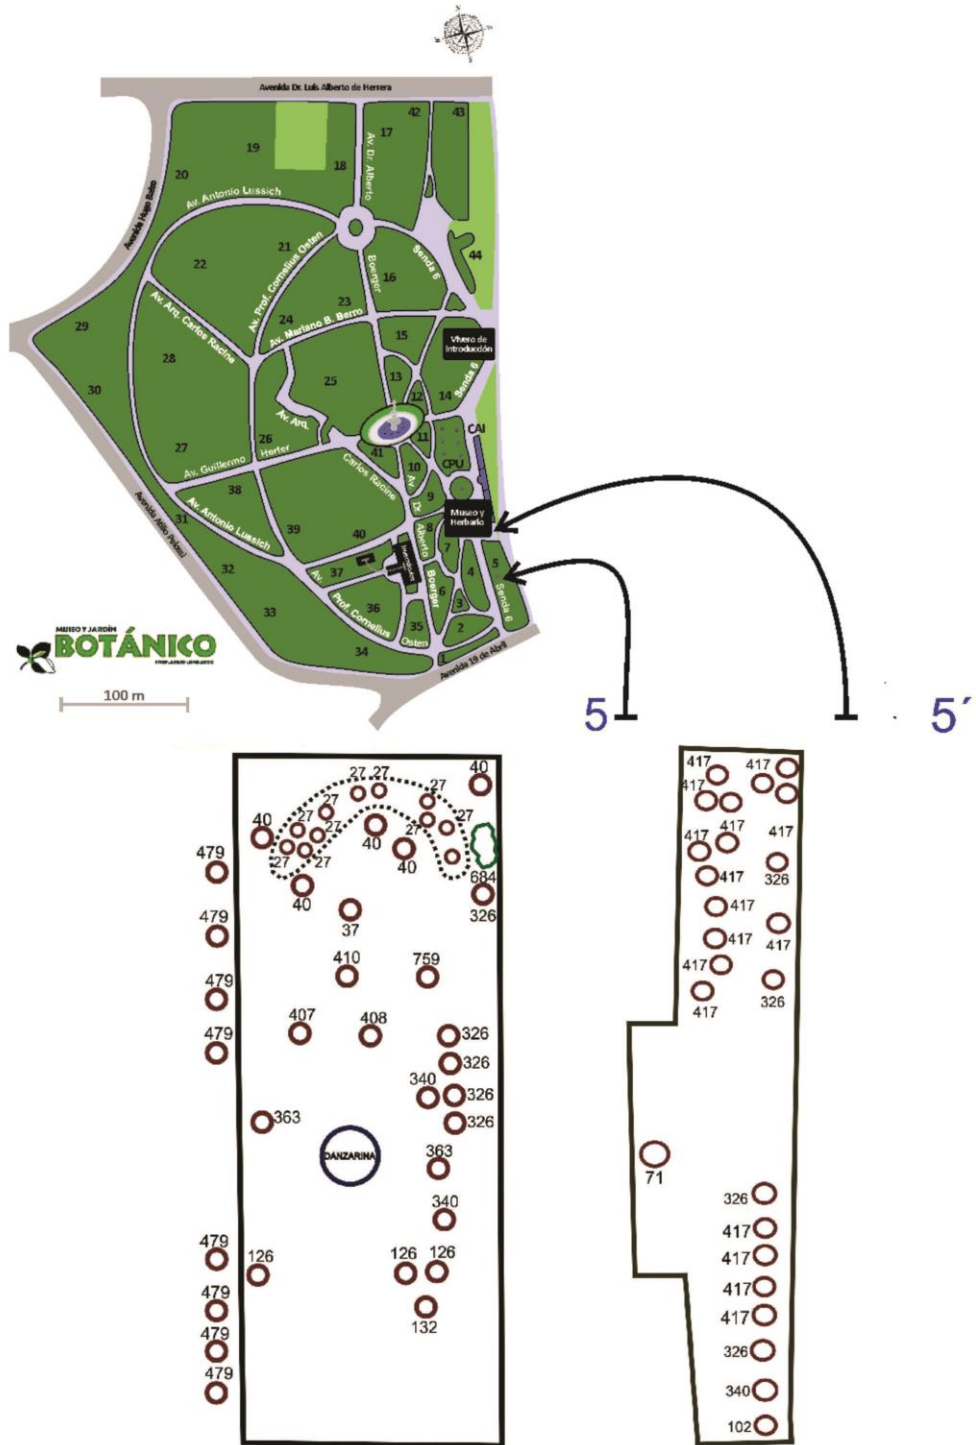 N
W
S
Avenida Dr. Luis Alberto de Herrera
42
43
17
19
18
20
Av. Dr. Alberto
Av. Antonio Lussich
Avenida Hugo Balzo
21
22
Av. Prof. Cornelius Osten
Boerger
16
Senda 6
44
23
24
Av. Arq. Carlos Racine
Av. Mariano B. Berro
29
15
Vivero de
Introducción
28
25
13
12
14
Senda 6
30
Av. Arq.
26
11
CAI
27
Herter
Av. Guillermo
41
10
CPU
Carlos Racine
Av.
38
9
Dr.
Museo y
Herbario
31
Av. Antonio Lussich
39
40
8
Alberto
7
32
37
Av.
4
5
Boerger
6
Senda 6
33
36
3
Prof. Cornelius
35
2
Osten
34
1
Avenida 19 de Abril
MUSEO Y JARDÍN
BOTÁNICO
100 m
5
5´
27
27
40
27
27
27
27
40
27
40
40
27
27
479
684
40
326
37
479
410
759
479
407
408
326
479
326
340
326
326
363
DANZARINA
363
340
479
126
126
126
479
132
479
479
417
417
417
417
417
417
326
417
417
417
417
417
326
417
71
326
417
417
417
417
326
340
102